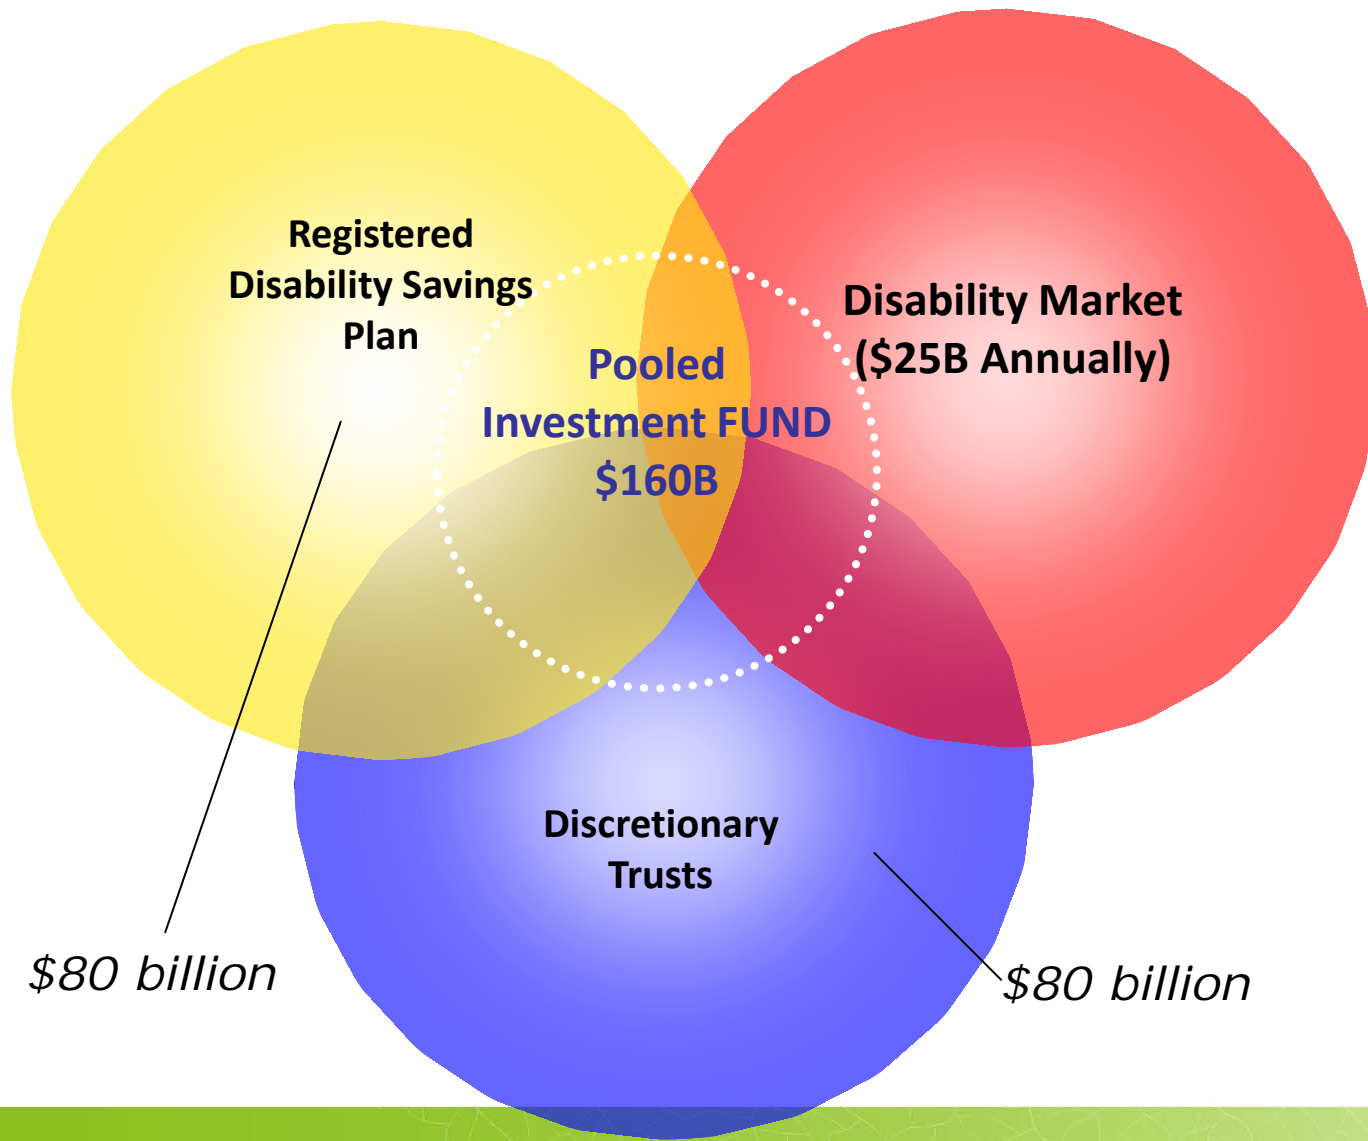 Registered
Disability Savings
Plan
Disability Market
($25B Annually)
Pooled
Investment FUND
$160B
Discretionary
Trusts
$80 billion
$80 billion